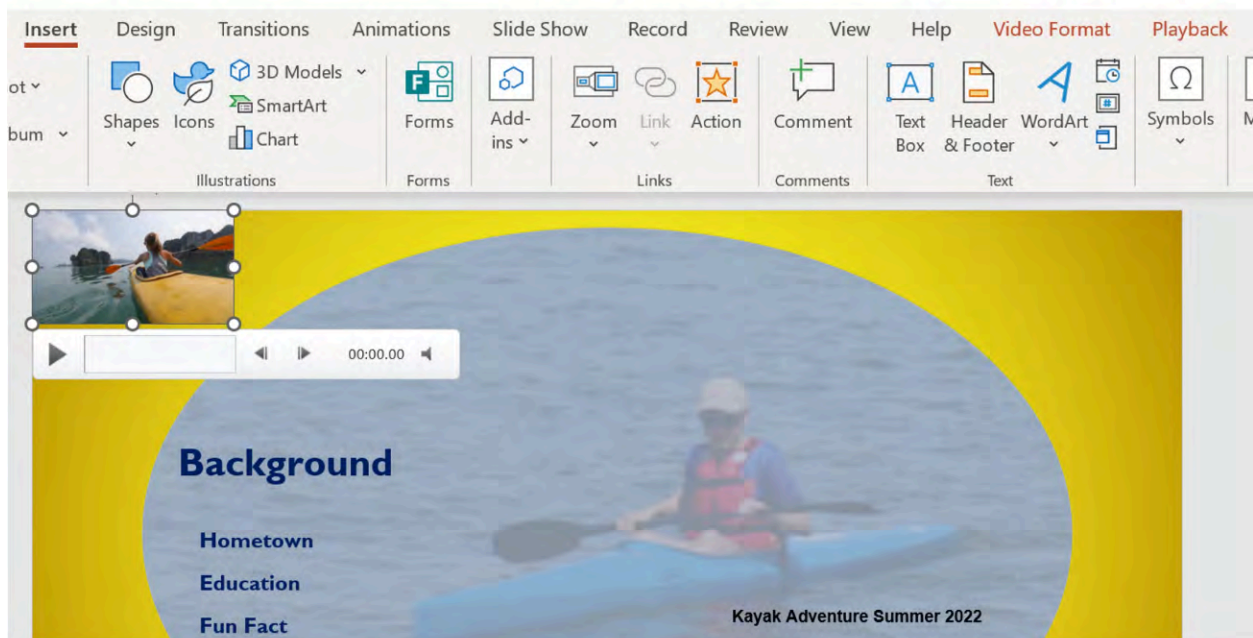 Insert Design Transitions Animations Slide Show Record Review View Help Video Format Playback
ot
bum
Shapes
Icons
3D Models
SmartArt
Chart
Illustrations
Forms
Forms
Add-
ins
Zoom
Link
Action
Links
Comment
Comments
A
Text
Box
Header
& Footer
WordArt
#
Text
Ω
Symbols
M
00:00.00
Background
Hometown
Education
Fun Fact
Kayak Adventure Summer 2022